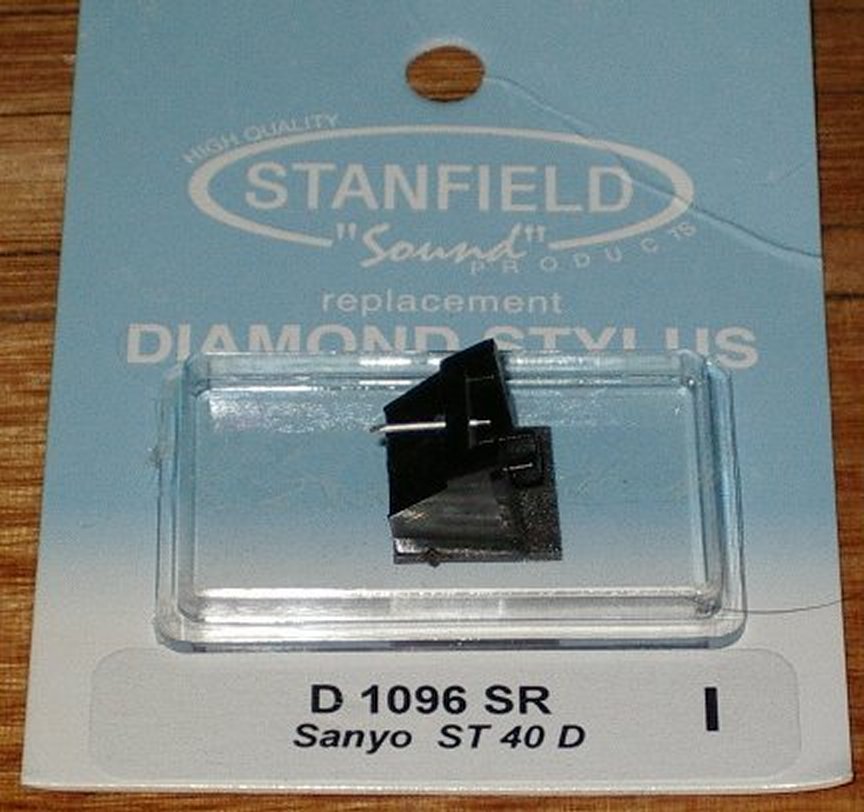 HIGH QUALITY
STANFIELD
"Sound"
PRODUCTS
replacement
DIAMOND STYLUS
D 1096 SR I
Sanyo ST 40 D